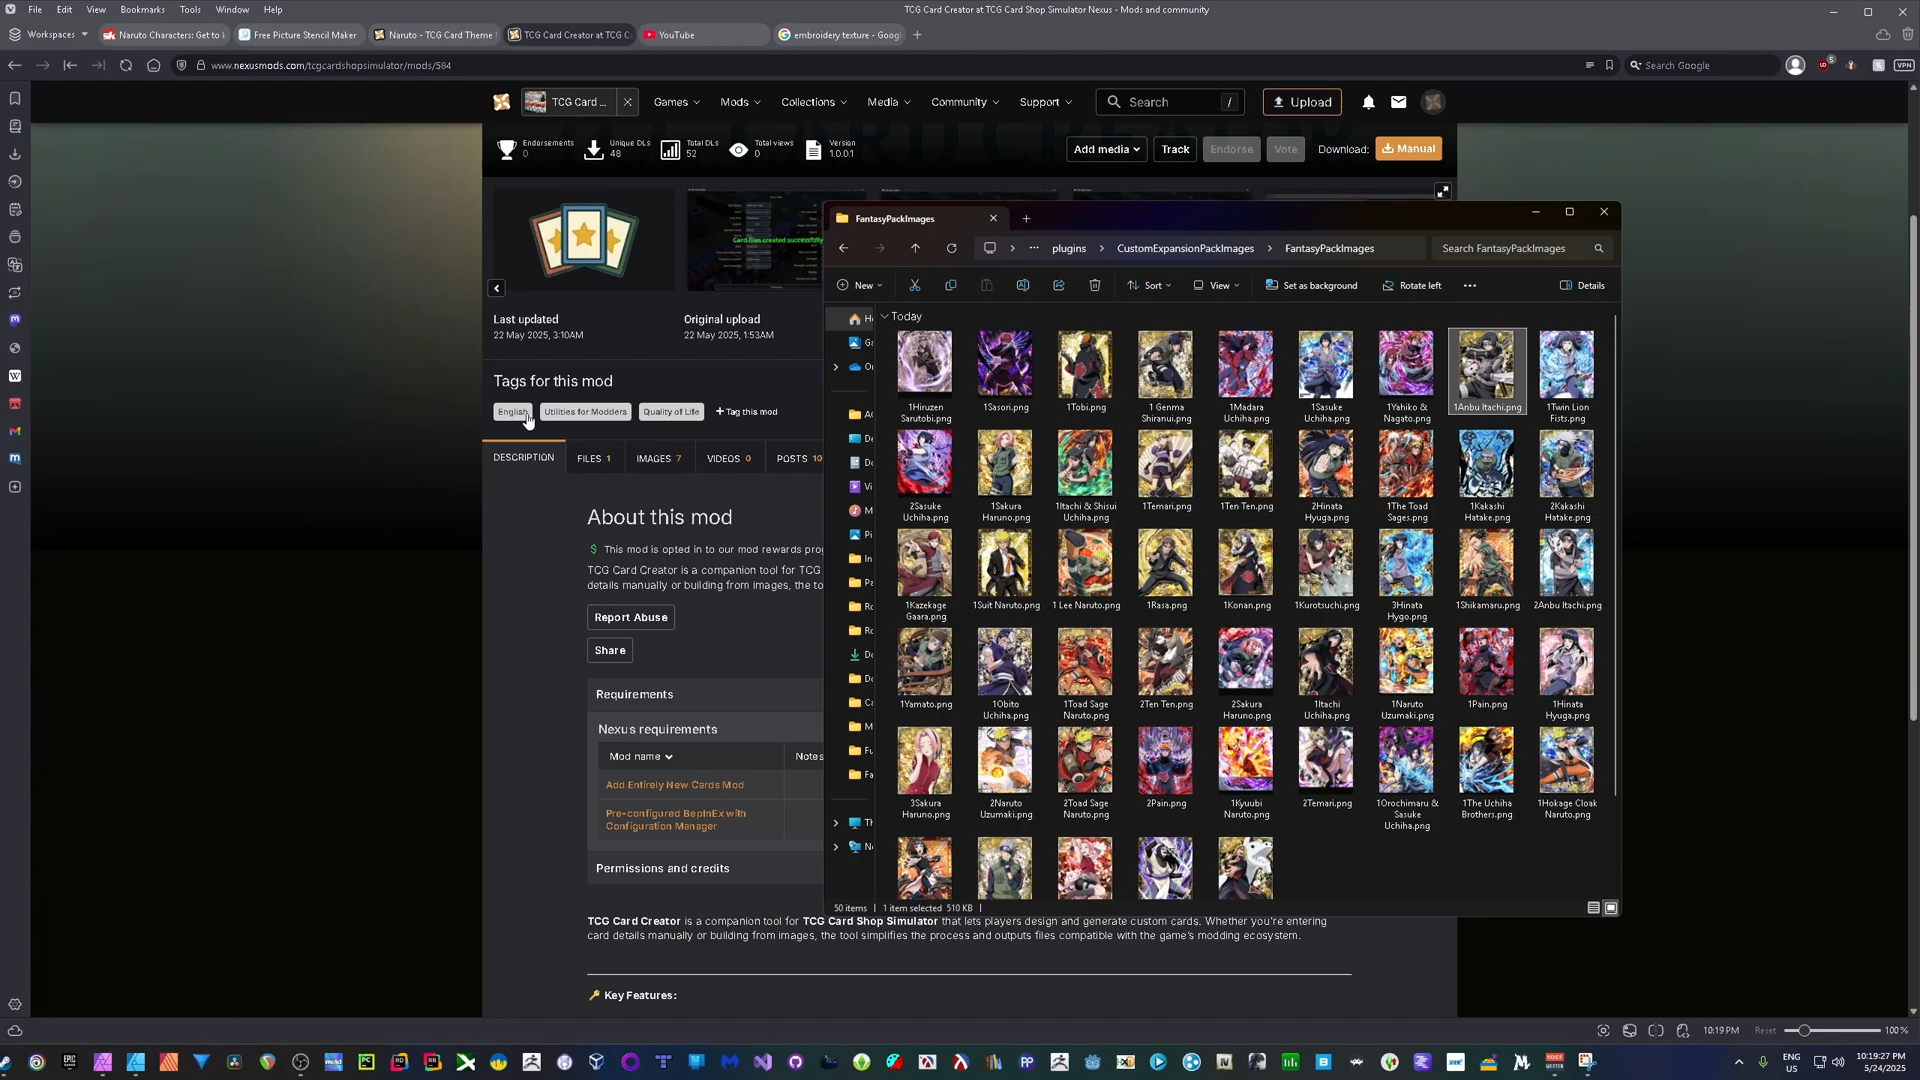 File Edit View Bookmarks Tools Window Help
TCG Card Creator at TCG Card Shop Simulator Nexus - Mods and community
Workspaces
Naruto Characters: Get to
Free Picture Stencil Maker
Naruto - TCG Card Theme
TCG Card Creator at TCG C
YouTube
embroidery texture - Goog
www.nexusmods.com/tcgcardshopsimulator/mods/584
Search Google
VPN
TCG Card ...
Games Mods Collections Media Community Support
Search /
Upload
Endorsements
0
Unique DLs
48
Total DLs
52
Total views
0
Version
1.0.0.1
Add media Track Endorse Vote Download: Manual
Card files created successfully
Last updated
22 May 2025, 3:10AM
Original upload
22 May 2025, 1:53AM
Tags for this mod
English Utilities for Modders Quality of Life + Tag this mod
DESCRIPTION FILES 1 IMAGES 7 VIDEOS 0 POSTS 10
About this mod
This mod is opted in to our mod rewards prog
TCG Card Creator is a companion tool for TCG
details manually or building from images, the to
Report Abuse
Share
Requirements
Nexus requirements
Mod name Notes
Add Entirely New Cards Mod
Pre-configured BepInEx with
Configuration Manager
Permissions and credits
TCG Card Creator is a companion tool for TCG Card Shop Simulator that lets players design and generate custom cards. Whether you're entering
card details manually or building from images, the tool simplifies the process and outputs files compatible with the game's modding ecosystem.
Key Features:
FantasyPackImages
plugins CustomExpansionPackImages FantasyPackImages
Search FantasyPackImages
New Sort View Set as background Rotate left Details
Today
1Hiruzen Sarutobi.png
1Sasori.png
1Tobi.png
1 Genma Shiranui.png
1Madara Uchiha.png
1Sasuke Uchiha.png
1Yahiko & Nagato.png
1Anbu Itachi.png
1Twin Lion Fists.png
2Sasuke Uchiha.png
1Sakura Haruno.png
1Itachi & Shisui Uchiha.png
1Temari.png
1Ten Ten.png
2Hinata Hyuga.png
1The Toad Sages.png
1Kakashi Hatake.png
2Kakashi Hatake.png
1Kazekage Gaara.png
1Suit Naruto.png
1 Lee Naruto.png
1Rasa.png
1Konan.png
1Kurotsuchi.png
3Hinata Hygo.png
1Shikamaru.png
2Anbu Itachi.png
1Yamato.png
1Obito Uchiha.png
1Toad Sage Naruto.png
2Ten Ten.png
2Sakura Haruno.png
1Itachi Uchiha.png
1Naruto Uzumaki.png
1Pain.png
1Hinata Hyuga.png
3Sakura Haruno.png
2Naruto Uzumaki.png
2Toad Sage Naruto.png
2Pain.png
1Kyuubi Naruto.png
2Temari.png
1Orochimaru & Sasuke Uchiha.png
1The Uchiha Brothers.png
1Hokage Cloak Naruto.png
50 items 1 item selected 510 KB
10:19 PM Reset 100%
ENG
US
10:19:27 PM
5/24/2025